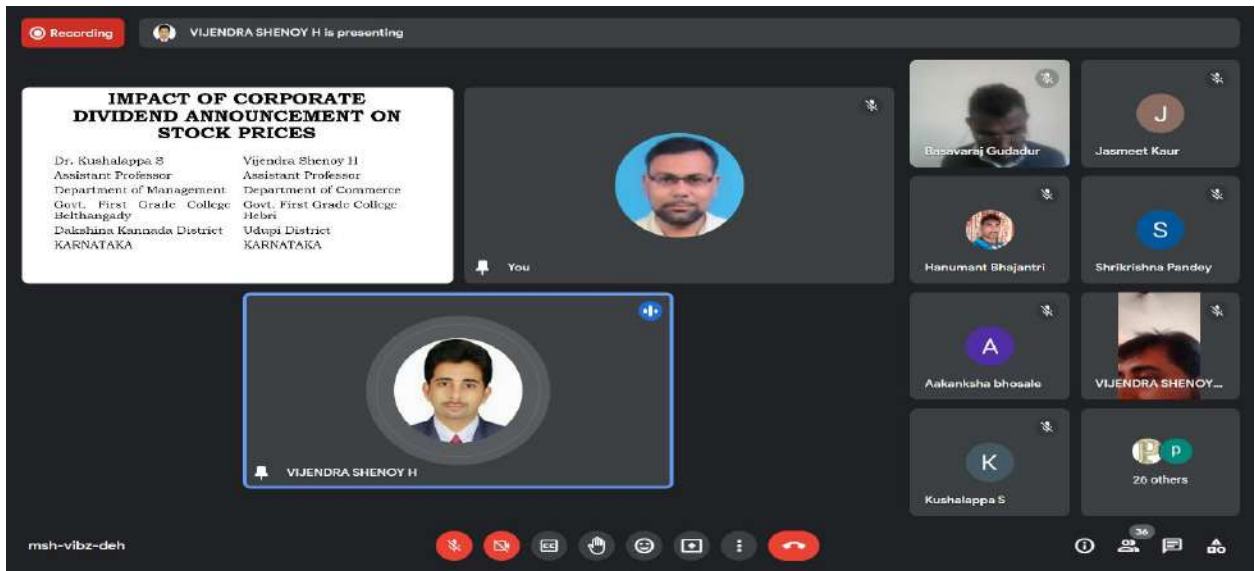 Recording
VIJENDRA SHENOY H is presenting
IMPACT OF CORPORATE
DIVIDEND ANNOUNCEMENT ON
STOCK PRICES
Dr. Kushalappa S
Assistant Professor
Department of Management
Govt. First Grade College
Belthangady
Dakshina Kannada District
KARNATAKA
Vijendra Shenoy H
Assistant Professor
Department of Commerce
Govt. First Grade College
Hebri
Udupi District
KARNATAKA
You
VIJENDRA SHENOY H
Basavaraj Gudadur
J
Jasmeet Kaur
Hanumant Bhajantri
S
Shrikrishna Pandey
A
Aakanksha bhosale
VIJENDRA SHENOY...
K
Kushalappa S
P
p
26 others
msh-vibz-deh
CC
36